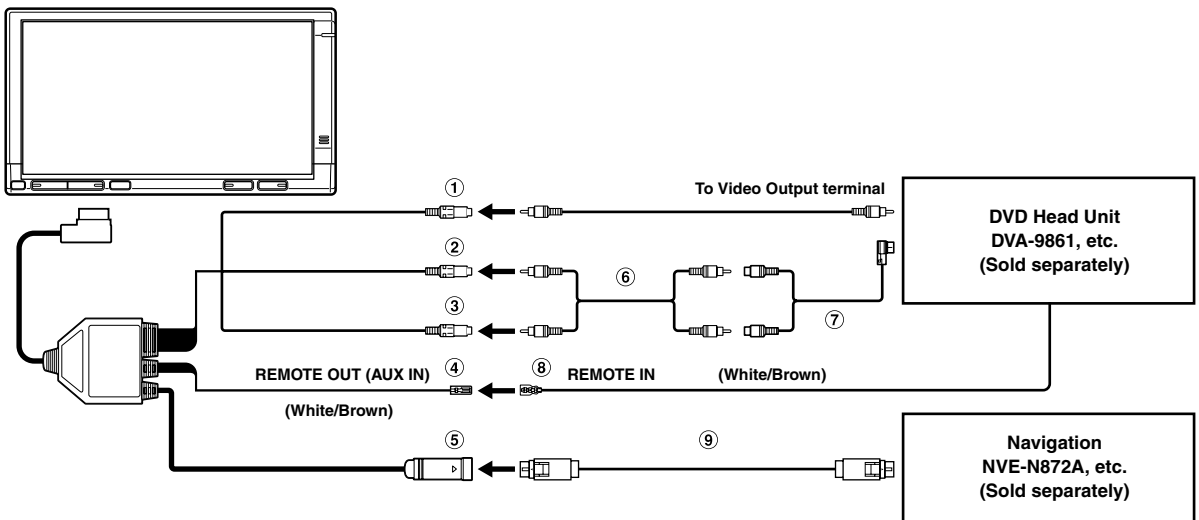 ①
To Video Output terminal
DVD Head Unit
DVA-9861, etc.
(Sold separately)
②
⑥
③
⑦
④
⑧
REMOTE OUT (AUX IN)
REMOTE IN
(White/Brown)
(White/Brown)
⑤
⑨
Navigation
NVE-N872A, etc.
(Sold separately)